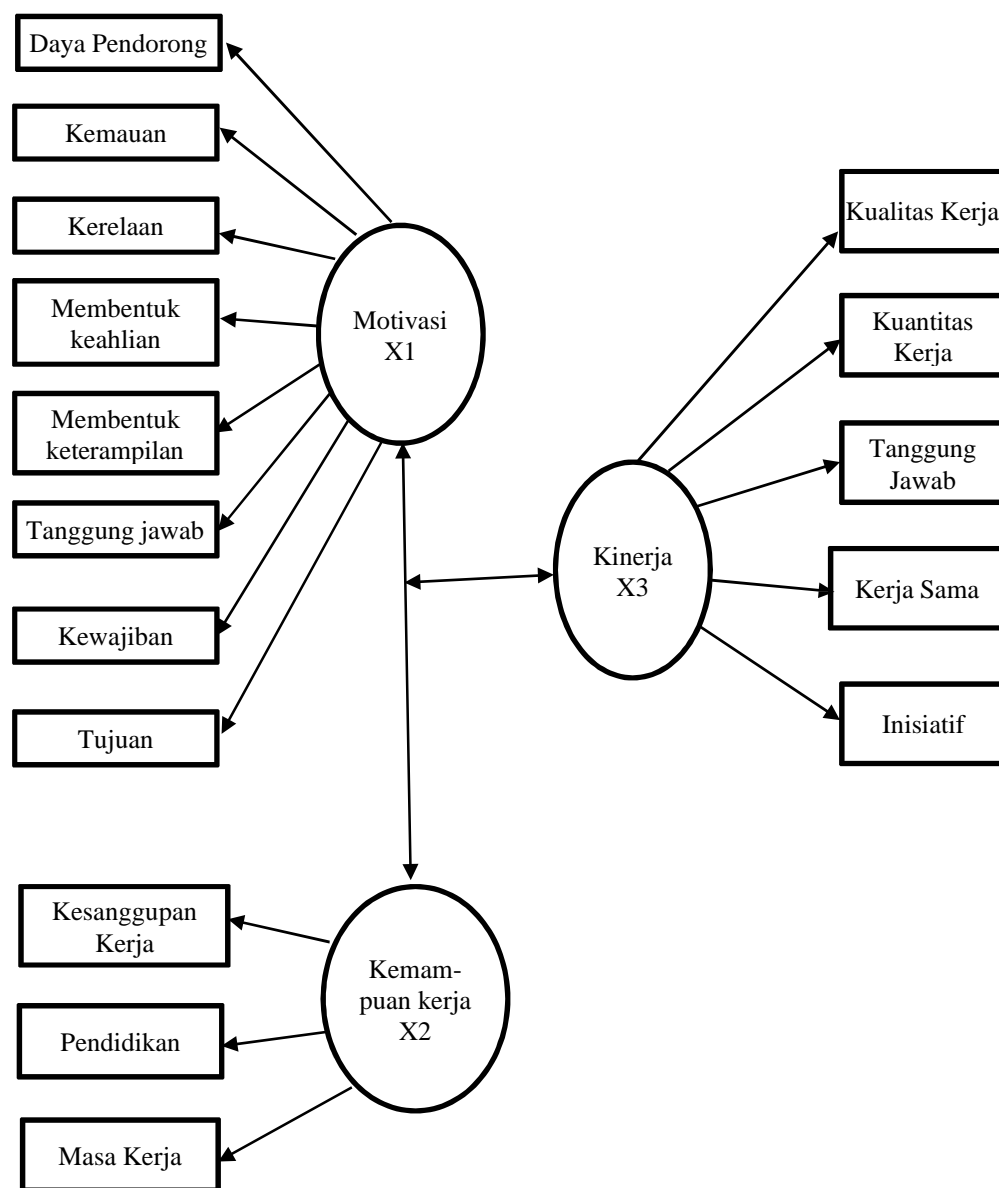 Daya Pendorong
Kemauan
Kerelaan
Membentuk
keahlian
Membentuk
keterampilan
Tanggung jawab
Kewajiban
Tujuan
Motivasi
X1
Kualitas Kerja
Kuantitas
Kerja
Tanggung
Jawab
Kerja Sama
Inisiatif
Kinerja
X3
Kesanggupan
Kerja
Pendidikan
Masa Kerja
Kemam-
puan kerja
X2